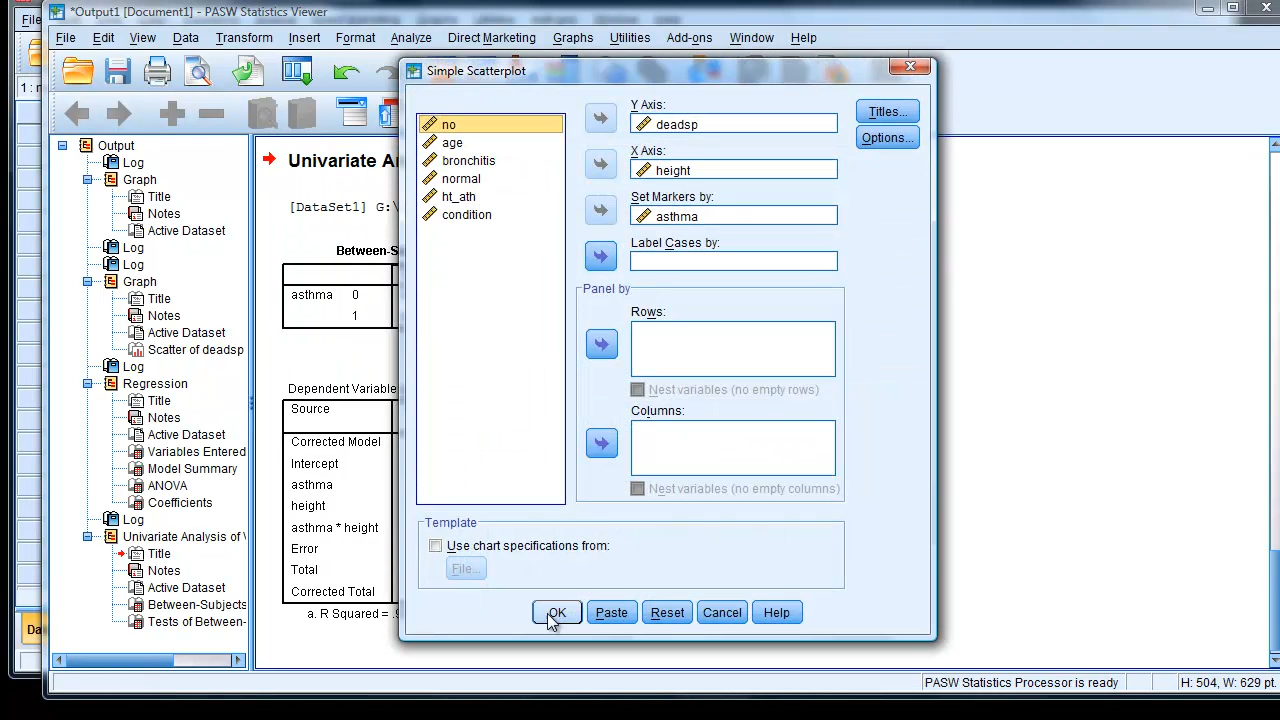 *Output1 [Document1] - PASW Statistics Viewer
File Edit View Data Transform Insert Format Analyze Direct Marketing Graphs Utilities Add-ons Window Help
Output
Log
Graph
Title
Notes
Active Dataset
Log
Log
Graph
Title
Notes
Active Dataset
Scatter of deadsp
Log
Regression
Title
Notes
Active Dataset
Variables Entered
Model Summary
ANOVA
Coefficients
Log
Univariate Analysis of V
Title
Notes
Active Dataset
Between-Subjects
Tests of Between-
Univariate An
[DataSet1] G:\
Between-S
asthma 0
1
Dependent Variable
Source
Corrected Model
Intercept
asthma
height
asthma * height
Error
Total
Corrected Total
a. R Squared = .9
Simple Scatterplot
no
age
bronchitis
normal
ht_ath
condition
Y Axis:
deadsp
X Axis:
height
Set Markers by:
asthma
Label Cases by:
Panel by
Rows:
Nest variables (no empty rows)
Columns:
Nest variables (no empty columns)
Titles...
Options...
Template
Use chart specifications from:
File...
OK Paste Reset Cancel Help
PASW Statistics Processor is ready H: 504, W: 629 pt.